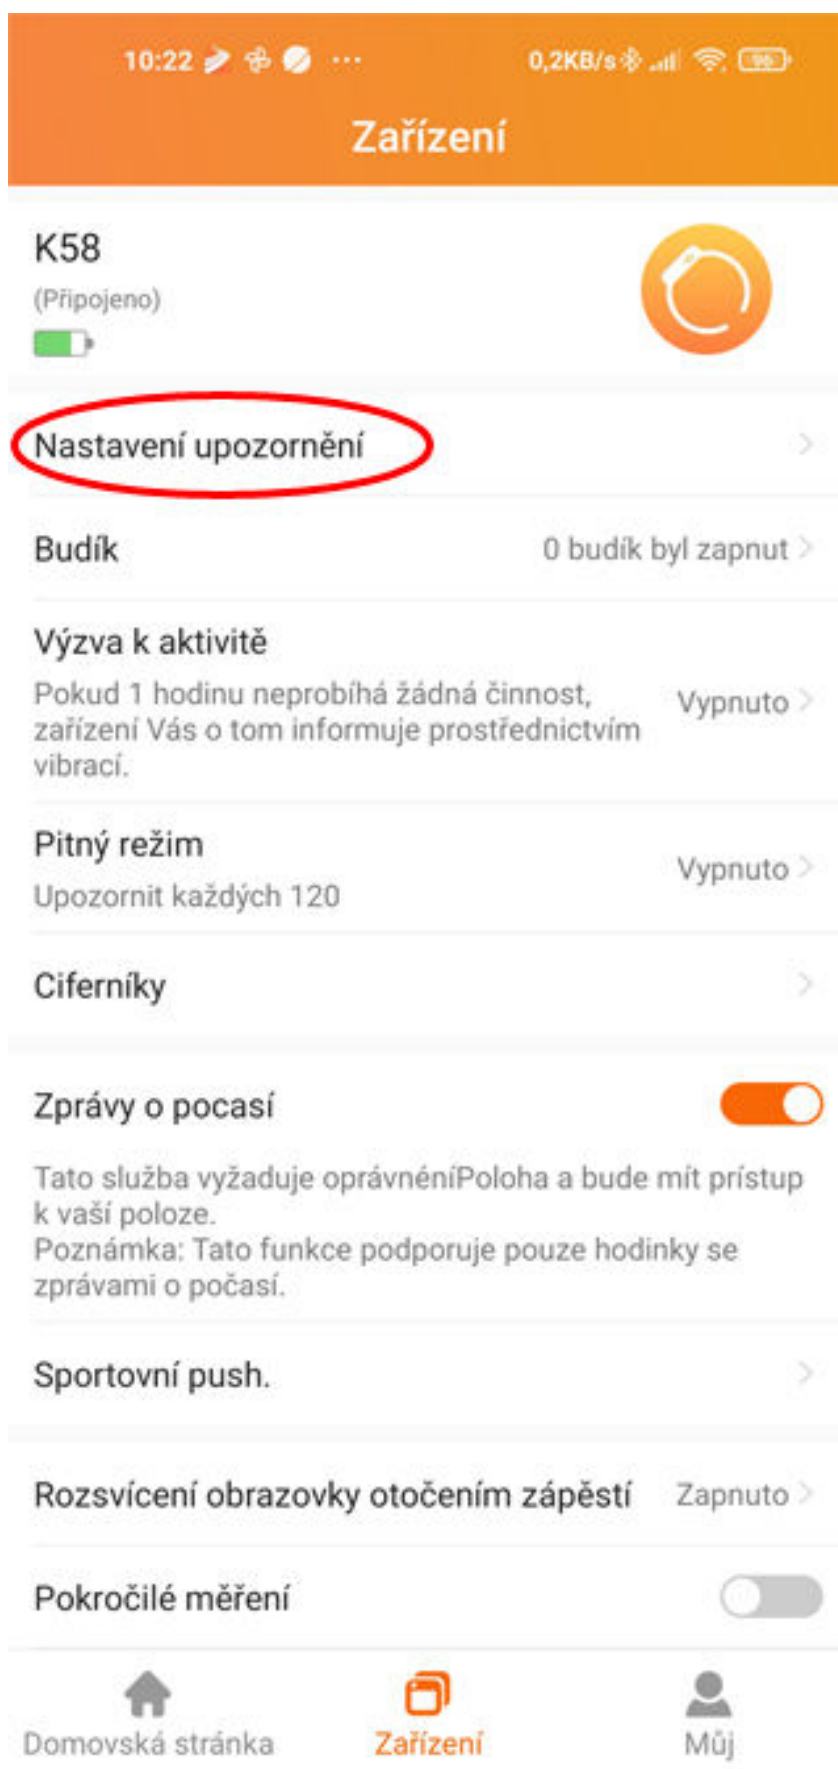 10:22 ... 0,2KB/s 96
Zařízení
K58
(Připojeno)
Nastavení upozornění
Budík 0 budík byl zapnut
Výzva k aktivitě
Pokud 1 hodinu neprobíhá žádná činnost,
zařízení Vás o tom informuje prostřednictvím
vibrací.
Vypnuto
Pitný režim
Upozornit každých 120
Vypnuto
Ciferníky
Zprávy o pocasí
Tato služba vyžaduje oprávnéníPoloha a bude mít prístup
k vaší poloze.
Poznámka: Tato funkce podporuje pouze hodinky se
zprávami o počasí.
Sportovní push.
Rozsvícení obrazovky otočením zápěstí Zapnuto
Pokročilé měření
Domovská stránka Zařízení Můj